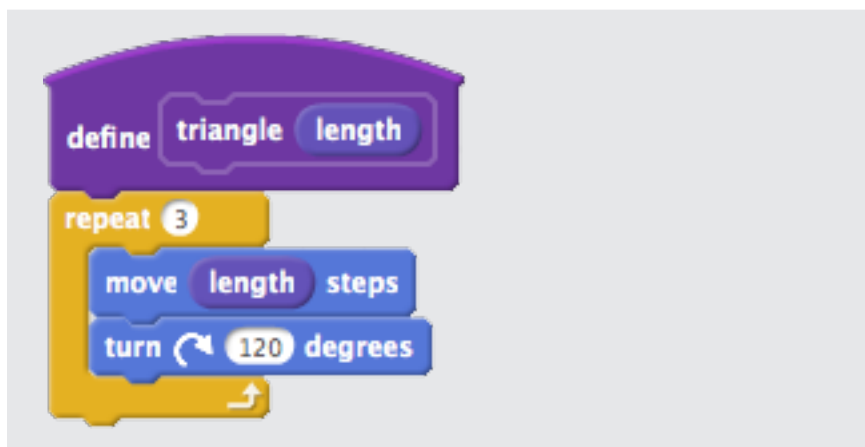 define triangle length
repeat 3
move length steps
turn 120 degrees